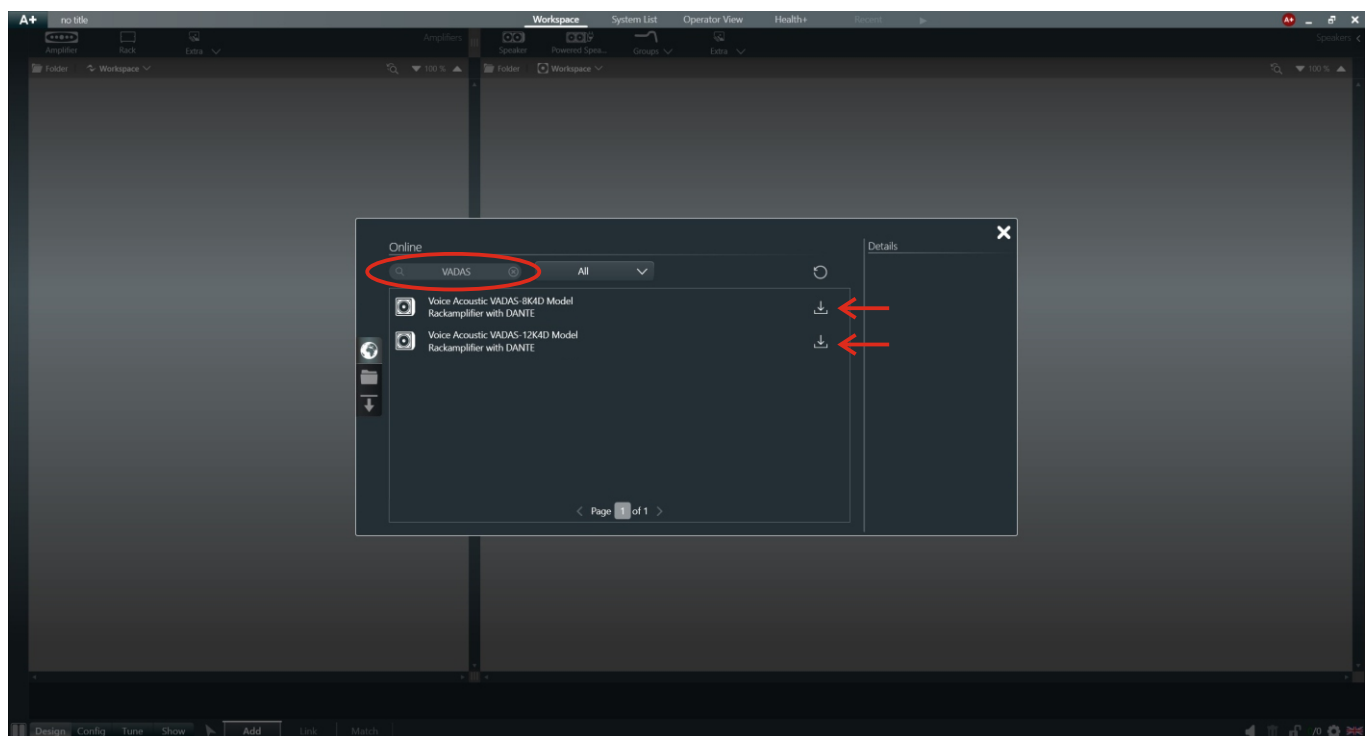 A+ no title Workspace System List Operator View Health+ Recent A+
Amplifiers Speakers
Amplifier Rack Extra Speaker Powered Spea... Groups Extra
Folder Workspace 100 % Folder Workspace 100 %
Online Details
VADAS All
Voice Acoustic VADAS-8K4D Model
Rackamplifier with DANTE
Voice Acoustic VADAS-12K4D Model
Rackamplifier with DANTE
Page 1 of 1
Design Config Tune Show Add Link Match /0